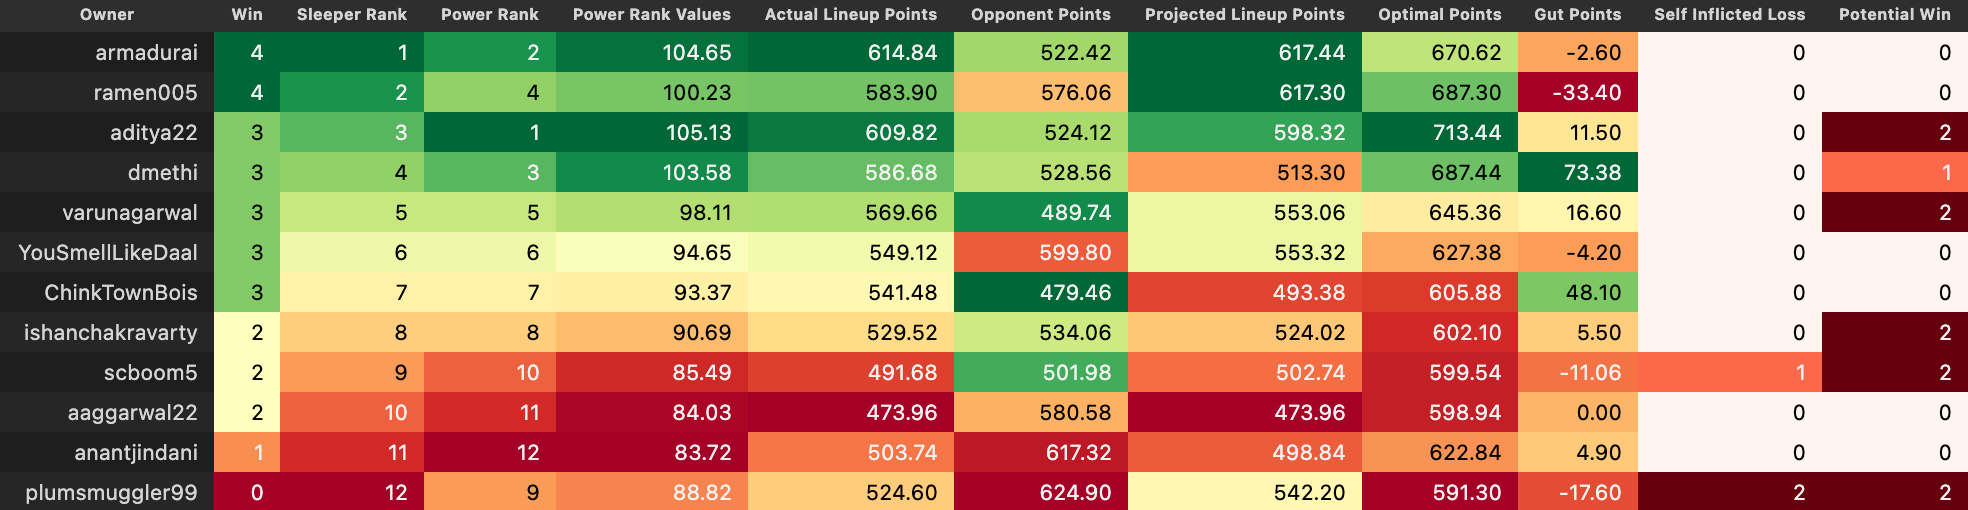 Owner Win Sleeper Rank Power Rank Power Rank Values Actual Lineup Points Opponent Points Projected Lineup Points Optimal Points Gut Points Self Inflicted Loss Potential Win
armadurai 4 1 2 104.65 614.84 522.42 617.44 670.62 -2.60 0 0
ramen005 4 2 4 100.23 583.90 576.06 617.30 687.30 -33.40 0 0
aditya22 3 3 1 105.13 609.82 524.12 598.32 713.44 11.50 0 2
dmethi 3 4 3 103.58 586.68 528.56 513.30 687.44 73.38 0 1
varunagarwal 3 5 5 98.11 569.66 489.74 553.06 645.36 16.60 0 2
YouSmellLikeDaal 3 6 6 94.65 549.12 599.80 553.32 627.38 -4.20 0 0
ChinkTownBois 3 7 7 93.37 541.48 479.46 493.38 605.88 48.10 0 0
ishanchakravarty 2 8 8 90.69 529.52 534.06 524.02 602.10 5.50 0 2
scboom5 2 9 10 85.49 491.68 501.98 502.74 599.54 -11.06 1 2
aaggarwal22 2 10 11 84.03 473.96 580.58 473.96 598.94 0.00 0 0
anantjindani 1 11 12 83.72 503.74 617.32 498.84 622.84 4.90 0 0
plumsmuggler99 0 12 9 88.82 524.60 624.90 542.20 591.30 -17.60 2 2